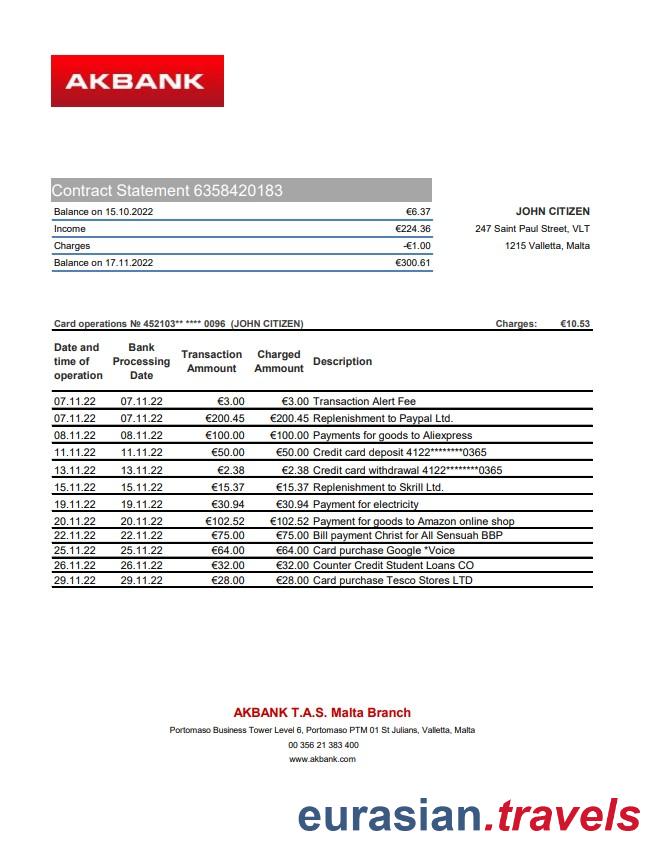 AKBANK
Contract Statement 6358420183
Balance on 15.10.2022 €6.37
Income €224.36
Charges -€1.00
Balance on 17.11.2022 €300.61
JOHN CITIZEN
247 Saint Paul Street, VLT
1215 Valletta, Malta
Card operations № 452103** **** 0096 (JOHN CITIZEN) Charges: €10.53
Date and time of operation Bank Processing Date Transaction Amount Charged Amount Description
07.11.22 07.11.22 €3.00 €3.00 Transaction Alert Fee
07.11.22 07.11.22 €200.45 €200.45 Replenishment to Paypal Ltd.
08.11.22 08.11.22 €100.00 €100.00 Payments for goods to Aliexpress
11.11.22 11.11.22 €50.00 €50.00 Credit card deposit 4122********0365
13.11.22 13.11.22 €2.38 €2.38 Credit card withdrawal 4122********0365
15.11.22 15.11.22 €15.37 €15.37 Replenishment to Skrill Ltd.
19.11.22 19.11.22 €30.94 €30.94 Payment for electricity
20.11.22 20.11.22 €102.52 €102.52 Payment for goods to Amazon online shop
22.11.22 22.11.22 €75.00 €75.00 Bill payment Christ for All Sensuah BBP
25.11.22 25.11.22 €64.00 €64.00 Card purchase Google *Voice
26.11.22 26.11.22 €32.00 €32.00 Counter Credit Student Loans CO
29.11.22 29.11.22 €28.00 €28.00 Card purchase Tesco Stores LTD
AKBANK T.A.S. Malta Branch
Portomaso Business Tower Level 6, Portomaso PTM 01 St Julians, Valletta, Malta
00 356 21 383 400
www.akbank.com
eurasian.travels